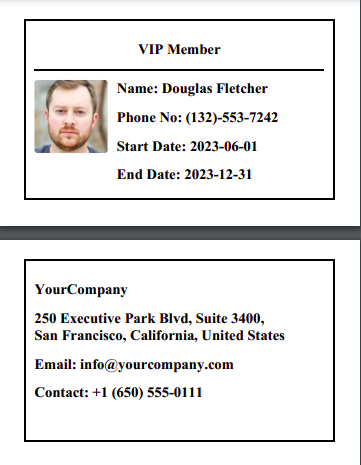 VIP Member
Name: Douglas Fletcher
Phone No: (132)-553-7242
Start Date: 2023-06-01
End Date: 2023-12-31
YourCompany
250 Executive Park Blvd, Suite 3400,
San Francisco, California, United States
Email: info@yourcompany.com
Contact: +1 (650) 555-0111